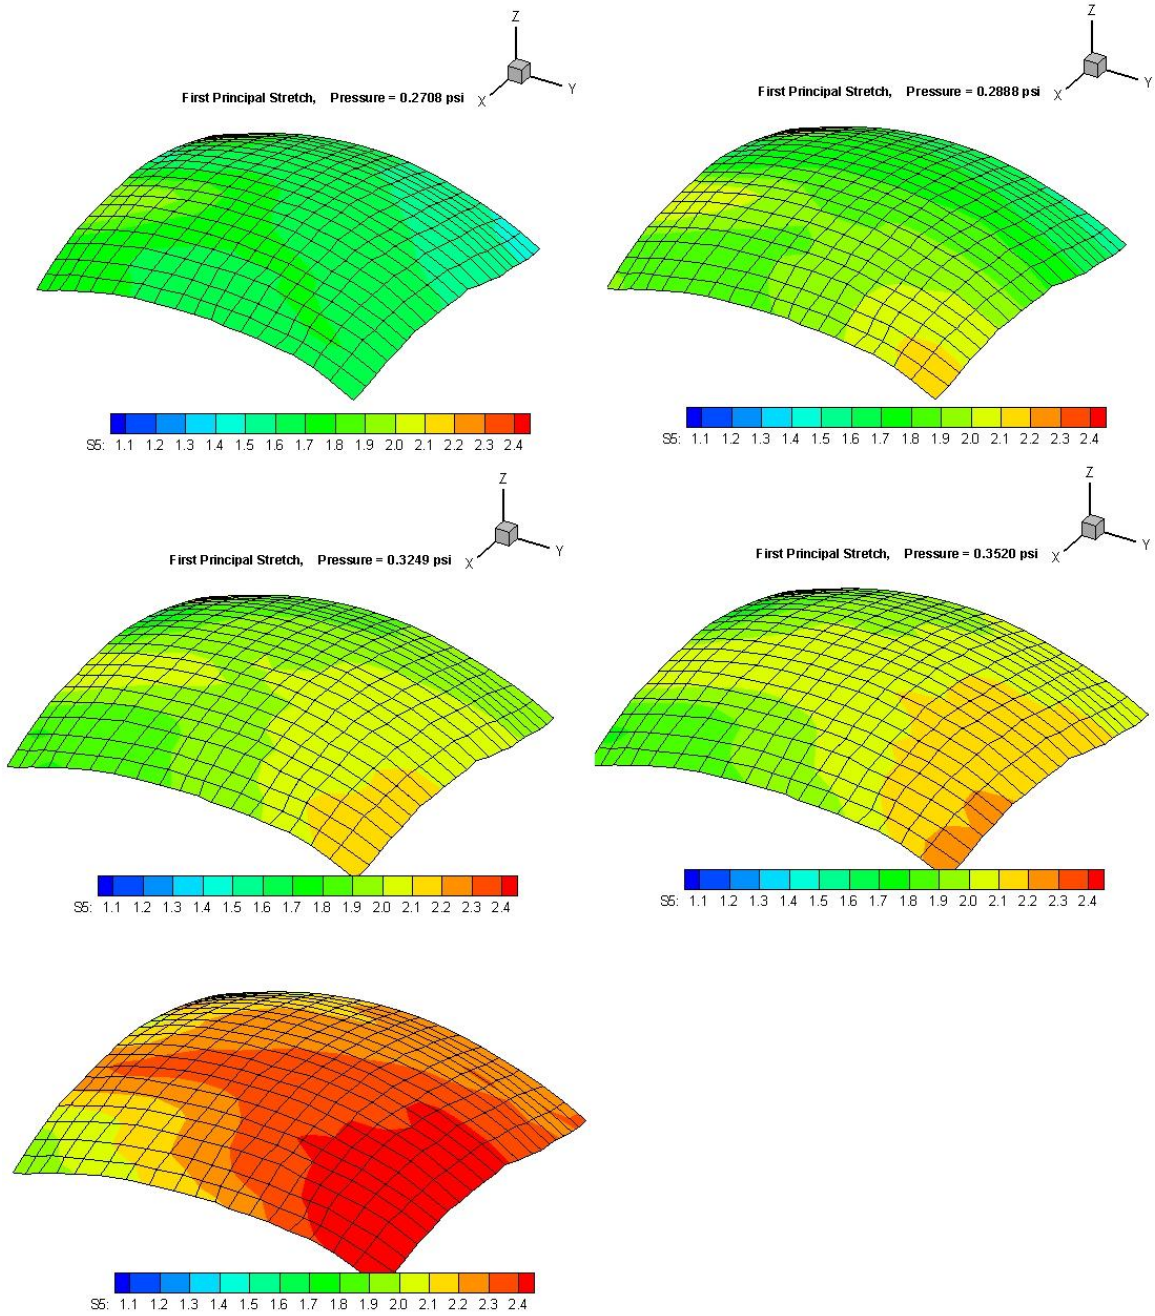 Z
X
Y
First Principal Stretch, Pressure = 0.2708 psi
S5: 1.1 1.2 1.3 1.4 1.5 1.6 1.7 1.8 1.9 2.0 2.1 2.2 2.3 2.4
Z
X
Y
First Principal Stretch, Pressure = 0.2888 psi
S5: 1.1 1.2 1.3 1.4 1.5 1.6 1.7 1.8 1.9 2.0 2.1 2.2 2.3 2.4
Z
X
Y
First Principal Stretch, Pressure = 0.3249 psi
S5: 1.1 1.2 1.3 1.4 1.5 1.6 1.7 1.8 1.9 2.0 2.1 2.2 2.3 2.4
Z
X
Y
First Principal Stretch, Pressure = 0.3520 psi
S5: 1.1 1.2 1.3 1.4 1.5 1.6 1.7 1.8 1.9 2.0 2.1 2.2 2.3 2.4
S5: 1.1 1.2 1.3 1.4 1.5 1.6 1.7 1.8 1.9 2.0 2.1 2.2 2.3 2.4